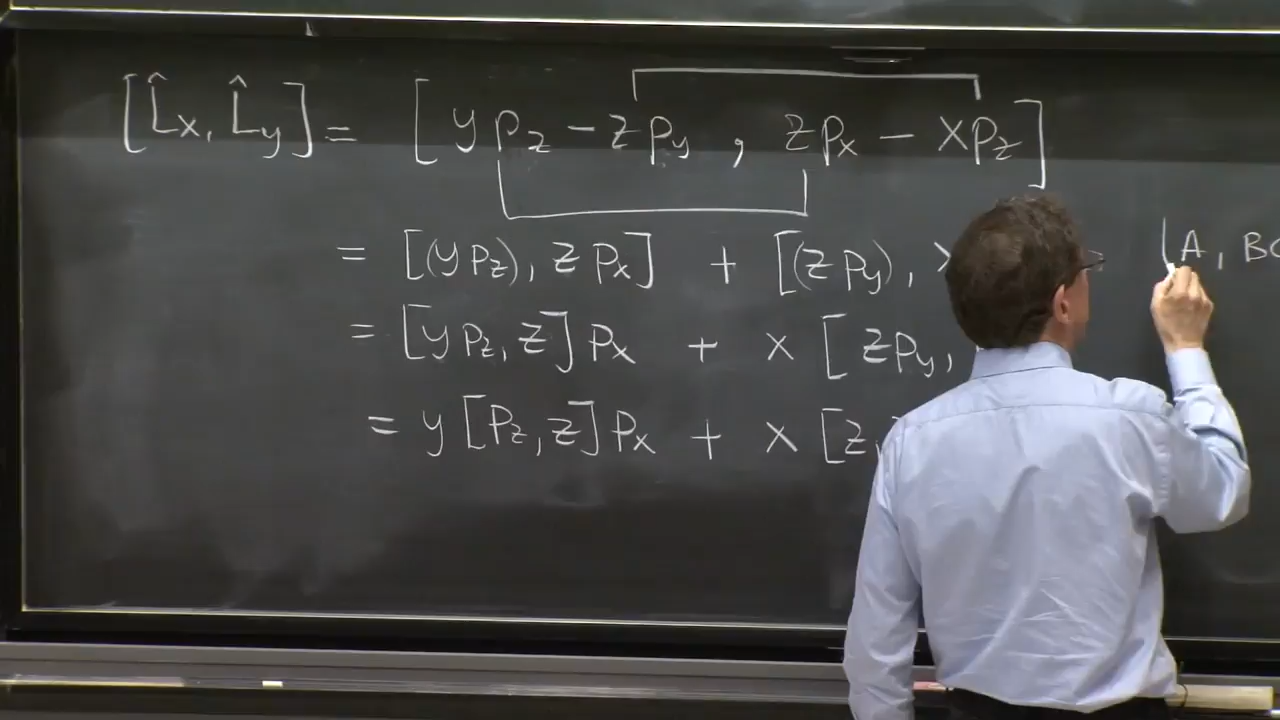 [L̂x, L̂y] = [y pz − z py , z px − x pz]
= [(y pz), z px] + [(z py),
= [y pz, z] px + x [z py,
= y [pz, z] px + x [z,
[A, BC